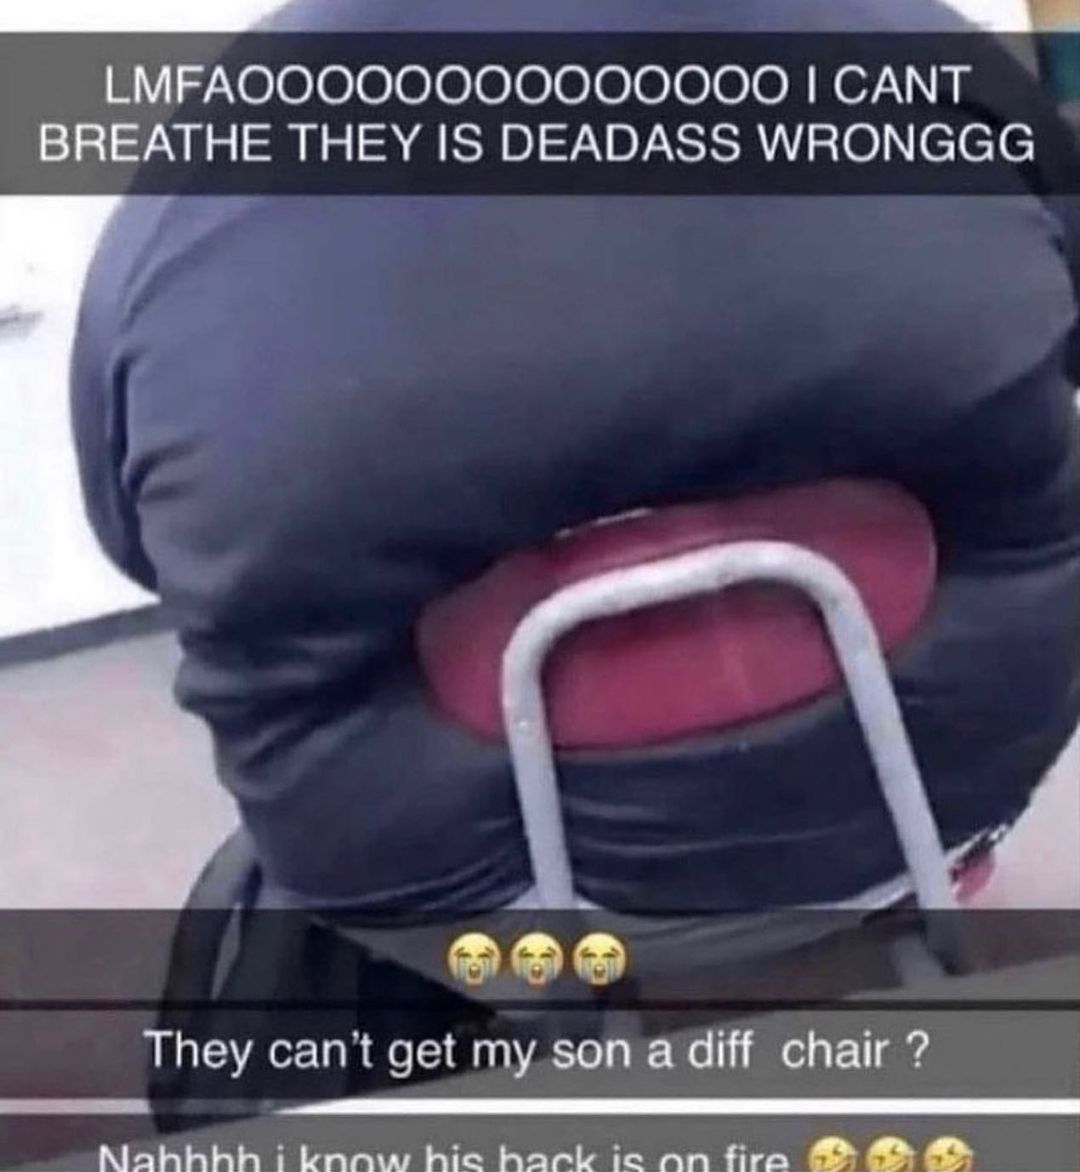 LMFAOOOOOOOOOOOOOOO I CANT
BREATHE THEY IS DEADASS WRONGGG
😭😭😭
They can't get my son a diff  chair ?
Nahhhh i know his back is on fire 🤣🤣🤣